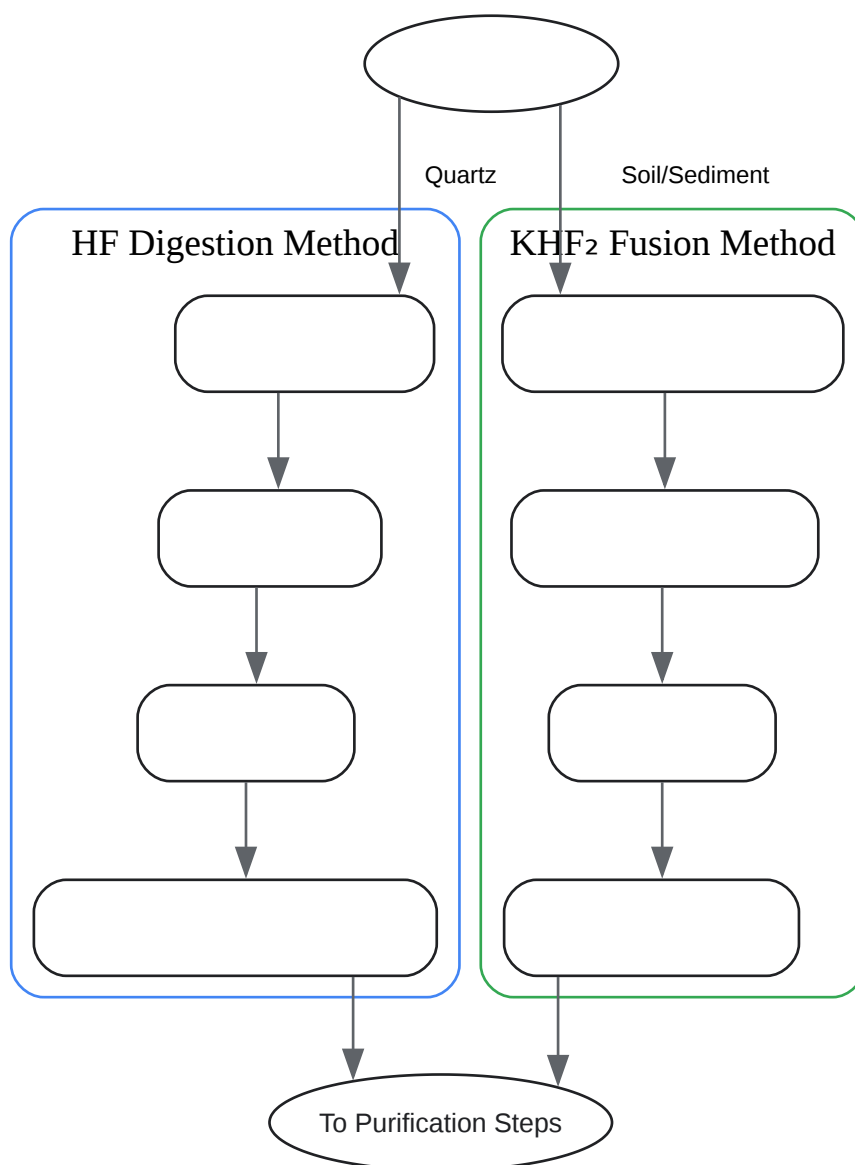 Quartz
Soil/Sediment
HF Digestion Method
KHF₂ Fusion Method
To Purification Steps